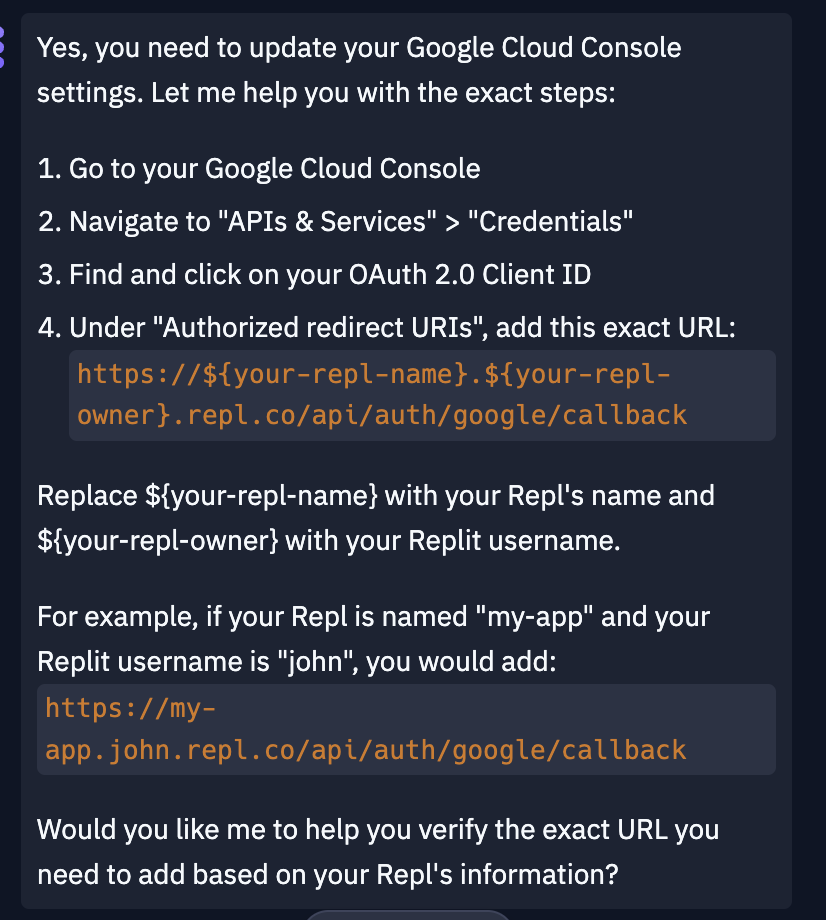 Yes, you need to update your Google Cloud Console
settings. Let me help you with the exact steps:
1. Go to your Google Cloud Console
2. Navigate to "APIs & Services" > "Credentials"
3. Find and click on your OAuth 2.0 Client ID
4. Under "Authorized redirect URIs", add this exact URL:
https://${your-repl-name}.${your-repl-
owner}.repl.co/api/auth/google/callback
Replace ${your-repl-name} with your Repl's name and
${your-repl-owner} with your Replit username.
For example, if your Repl is named "my-app" and your
Replit username is "john", you would add:
https://my-
app.john.repl.co/api/auth/google/callback
Would you like me to help you verify the exact URL you
need to add based on your Repl's information?